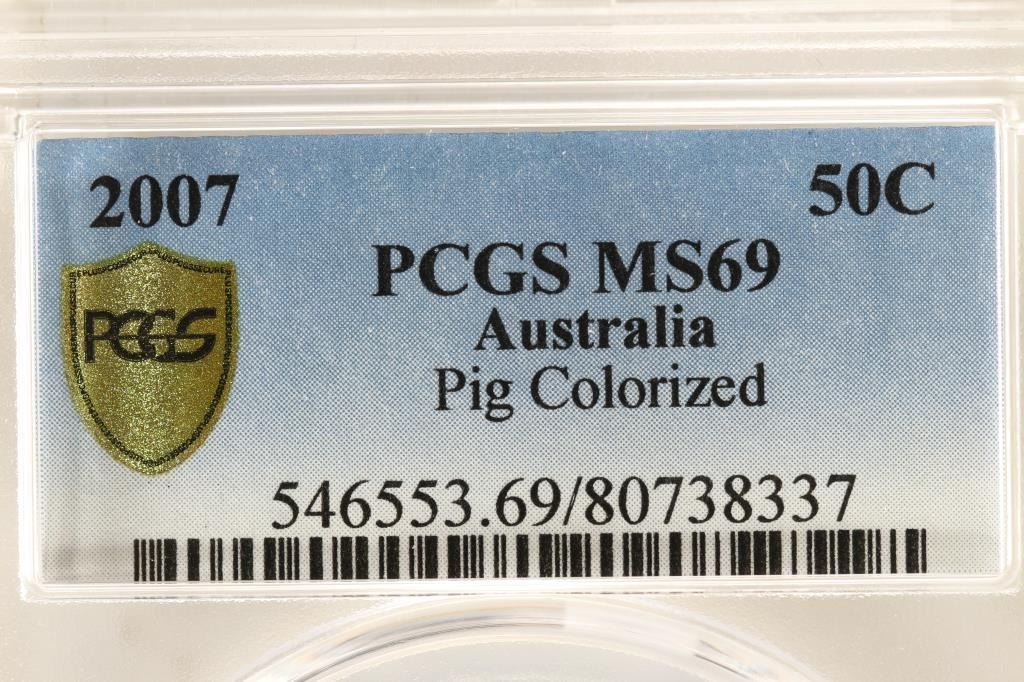 2007
50C
PCGS MS69
Australia
Pig Colorized
PCGS
546553.69/80738337